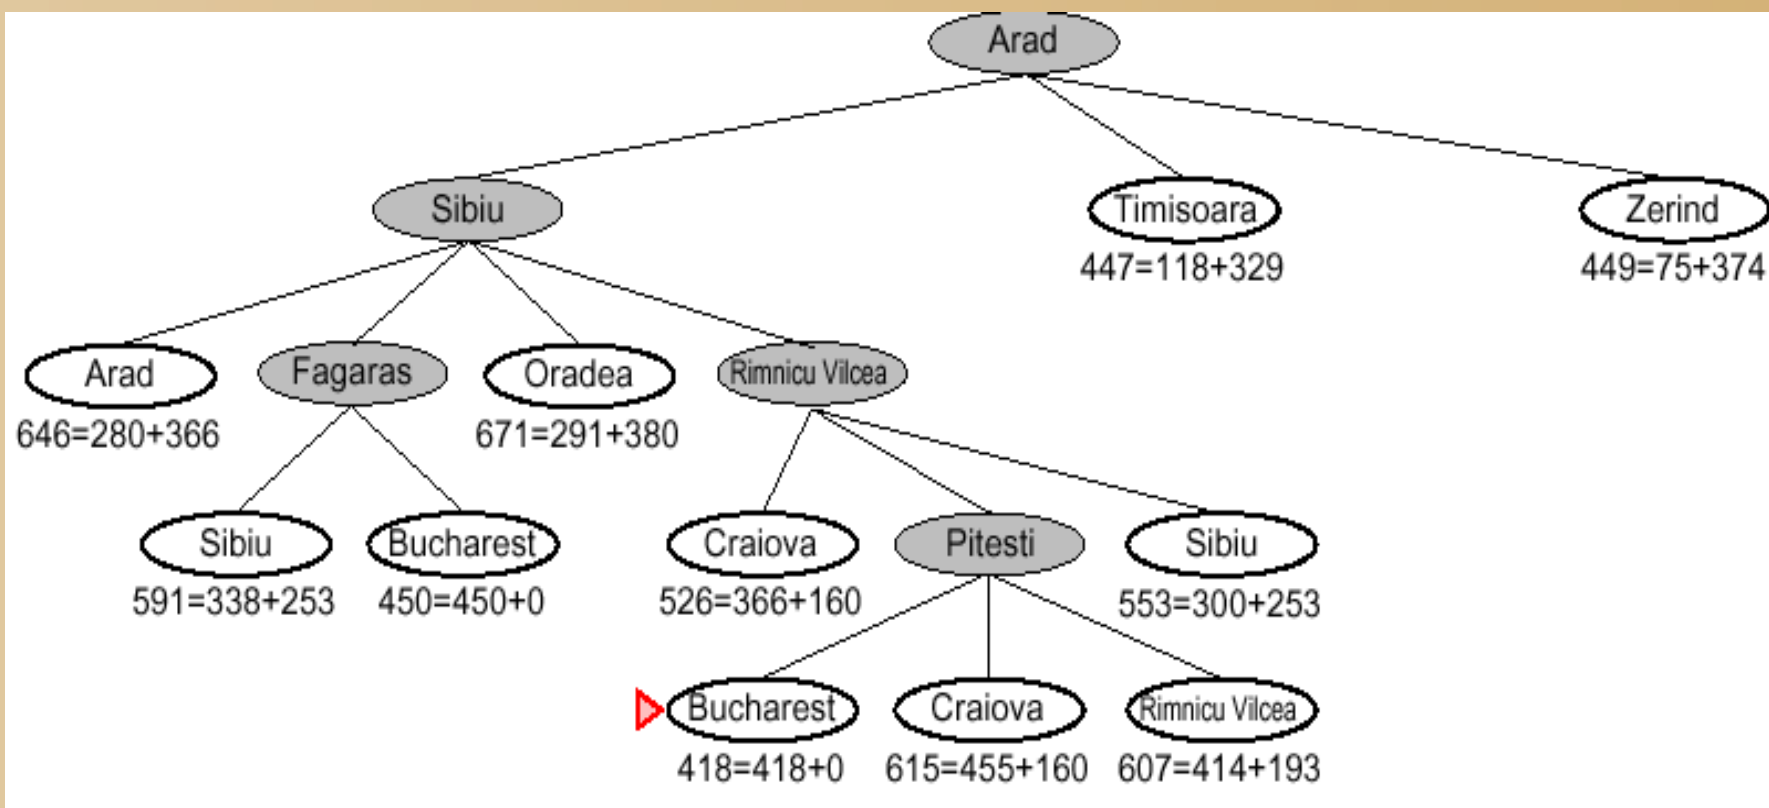 Arad
Sibiu
Timisoara
Zerind
447=118+329
449=75+374
Arad
Fagaras
Oradea
Rimnicu Vilcea
646=280+366
671=291+380
Sibiu
Bucharest
Craiova
Pitesti
Sibiu
591=338+253
450=450+0
526=366+160
553=300+253
Bucharest
Craiova
Rimnicu Vilcea
418=418+0
615=455+160
607=414+193